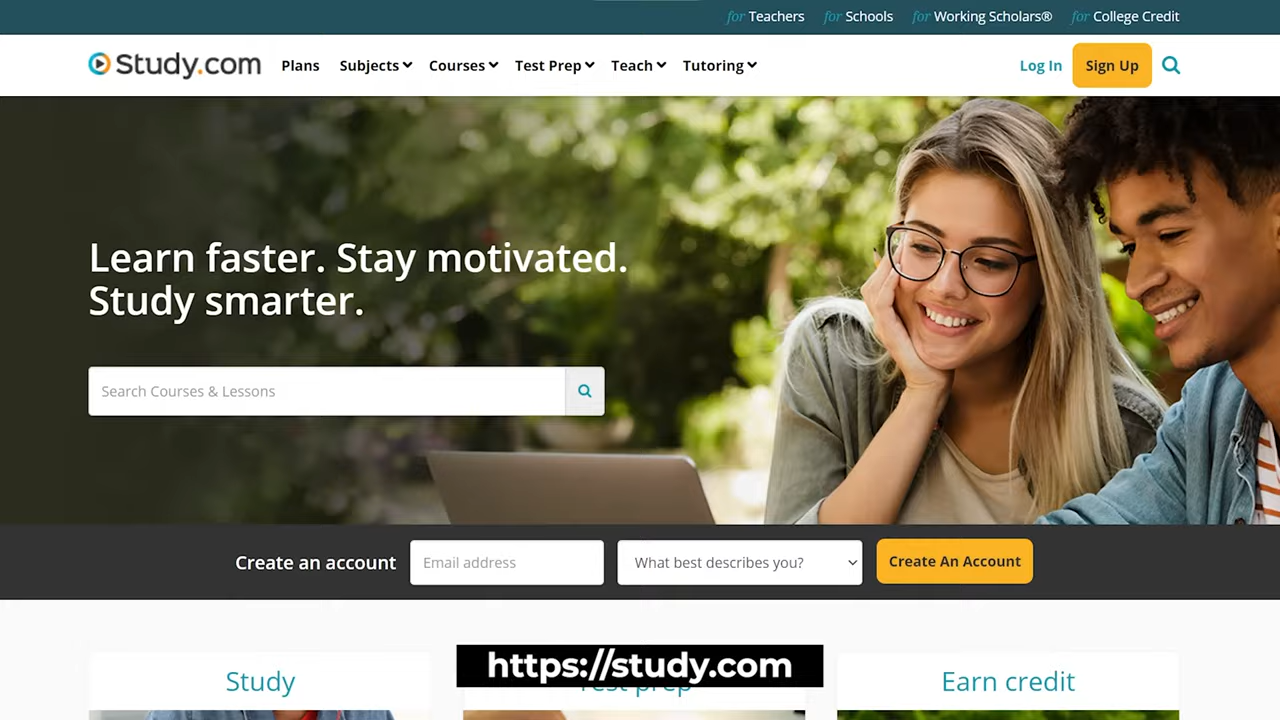 for Teachers for Schools for Working Scholars® for College Credit
Study.com Plans Subjects Courses Test Prep Teach Tutoring Log In Sign Up
Learn faster. Stay motivated.
Study smarter.
Search Courses & Lessons
Create an account Email address What best describes you? Create An Account
Study Test prep Earn credit
https://study.com